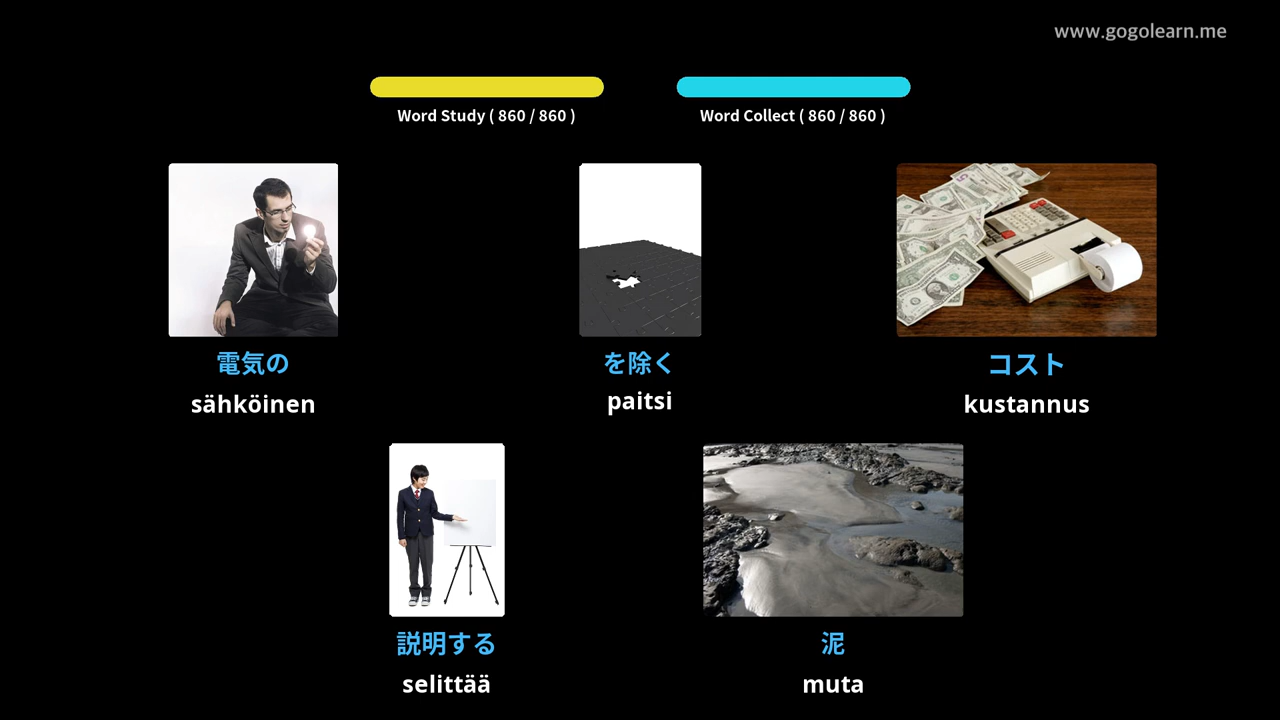 www.gogolearn.me
Word Study ( 860 / 860 )
Word Collect ( 860 / 860 )
電気の
sähköinen
を除く
paitsi
コスト
kustannus
説明する
selittää
泥
muta